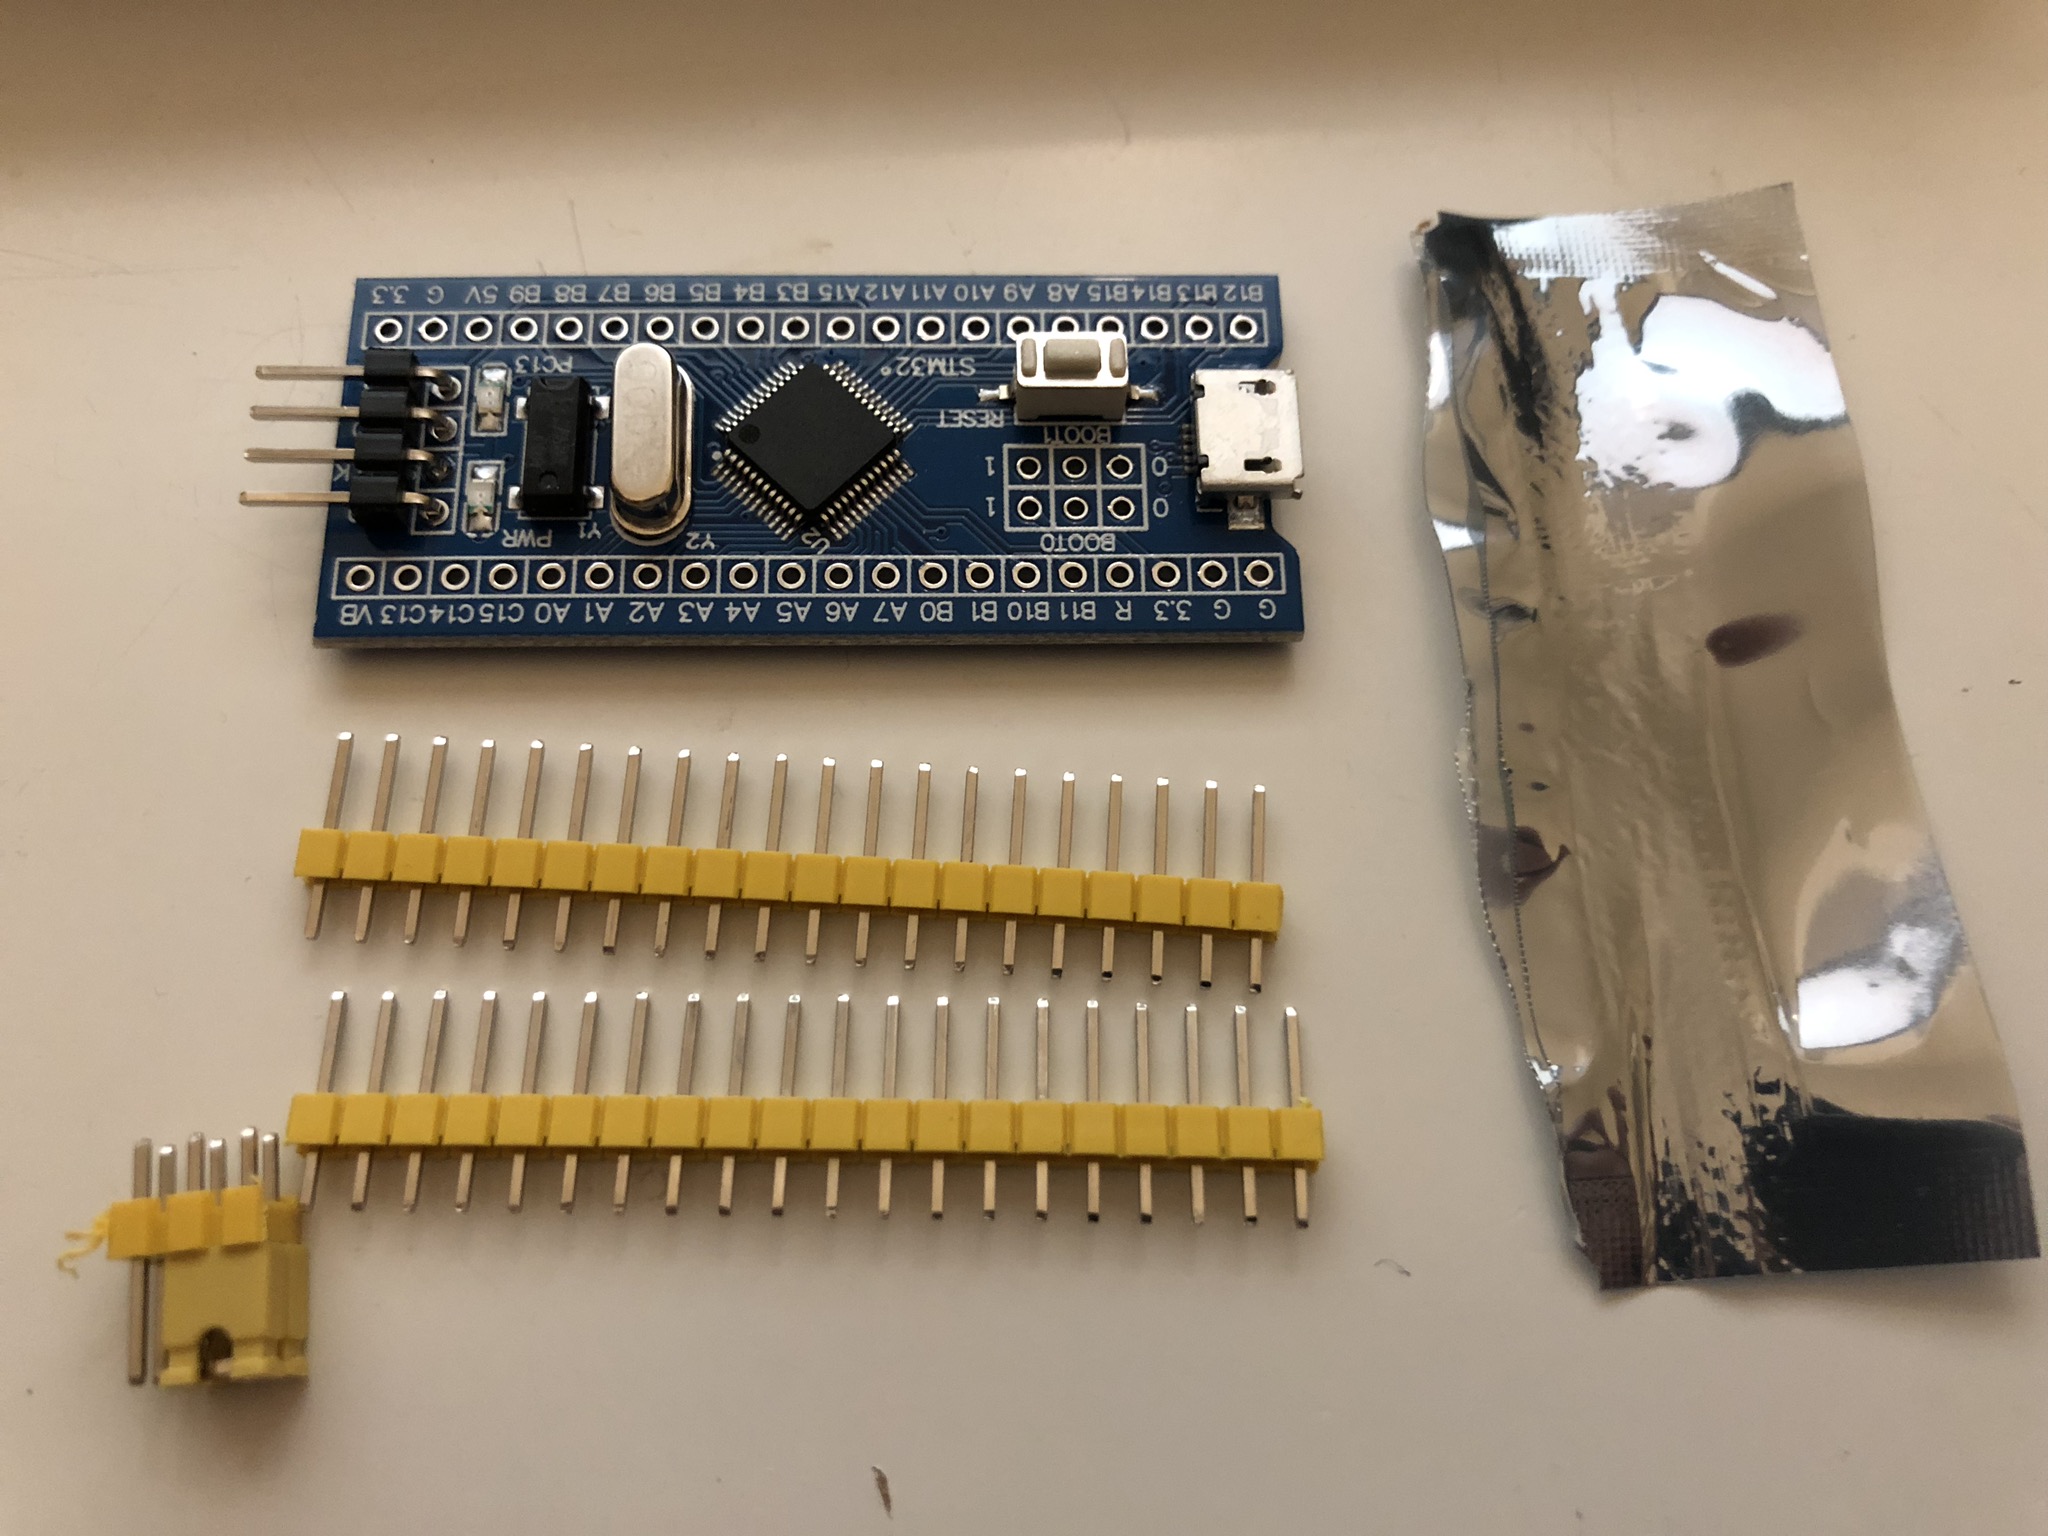 G G 3.3 R B11 B10 B1 B0 A7 A6 A5 A4 A3 A2 A1 A0 C15 C14 C13 VB
BOOT0
U2
Y2
Y1
PWR
0 1
0 1
BOOT1
RESET
STM32
PC13
B12 B13 B14 B15 A8 A9 A10 A11 A12 A15 B3 B4 B5 B6 B7 B8 B9 5V G 3.3